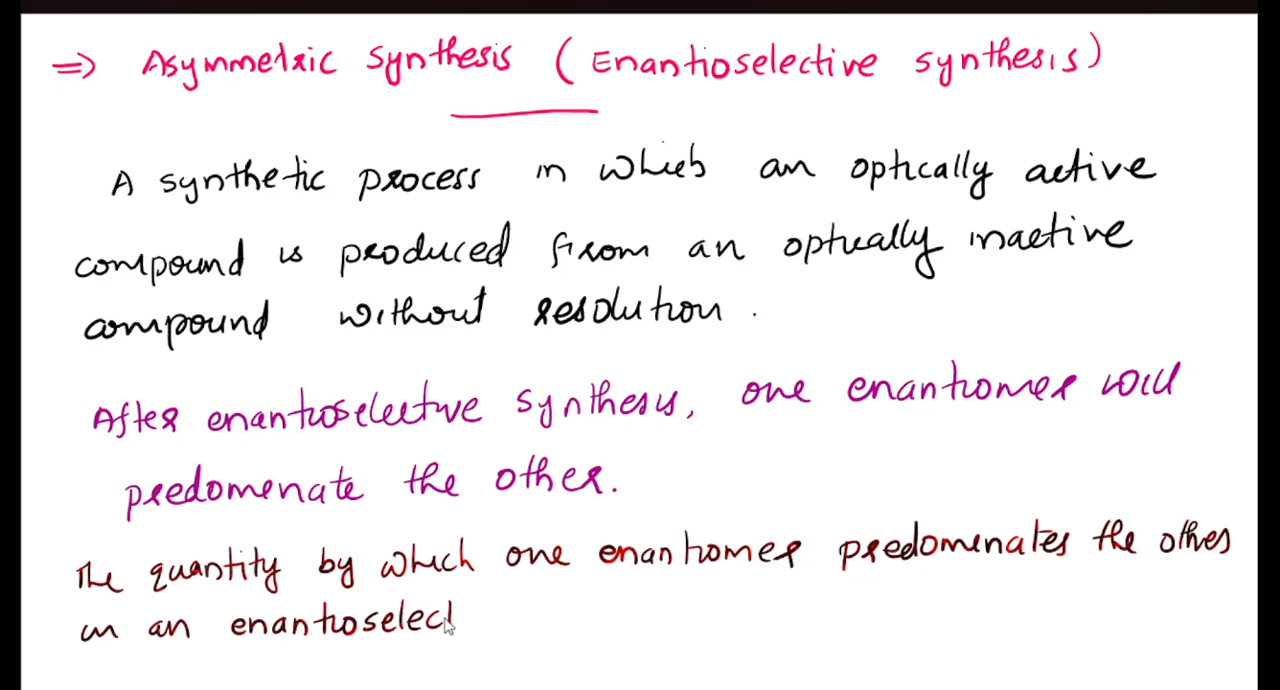 ⇒ Asymmetric synthesis (Enantioselective synthesis)
A synthetic process in which an optically active
compound is produced from an optically inactive
compound without resolution.
After enantioselective synthesis, one enantiomer will
predomenate the other.
The quantity by which one enantiomer predominates the other
in an enantioselect